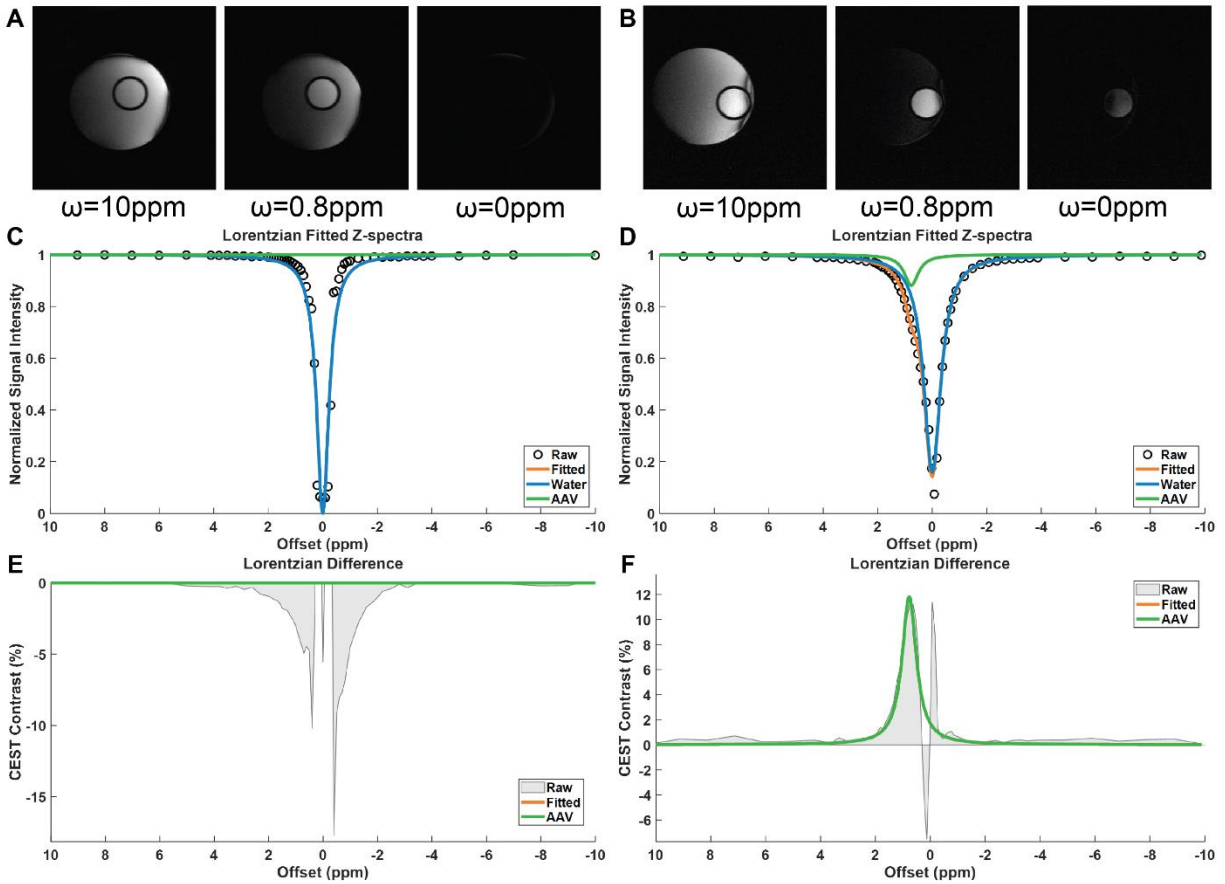 A
B
ω=10ppm ω=0.8ppm ω=0ppm
ω=10ppm ω=0.8ppm ω=0ppm
C
Lorentzian Fitted Z-spectra
Normalized Signal Intensity
1
0.8
0.6
0.4
0.2
0
Raw
Fitted
Water
AAV
10 8 6 4 2 0 -2 -4 -6 -8 -10
Offset (ppm)
D
Lorentzian Fitted Z-spectra
Normalized Signal Intensity
1
0.8
0.6
0.4
0.2
0
Raw
Fitted
Water
AAV
10 8 6 4 2 0 -2 -4 -6 -8 -10
Offset (ppm)
E
Lorentzian Difference
CEST Contrast (%)
0
-5
-10
-15
Raw
Fitted
AAV
10 8 6 4 2 0 -2 -4 -6 -8 -10
Offset (ppm)
F
Lorentzian Difference
CEST Contrast (%)
12
10
8
6
4
2
0
-2
-4
-6
Raw
Fitted
AAV
10 8 6 4 2 0 -2 -4 -6 -8 -10
Offset (ppm)